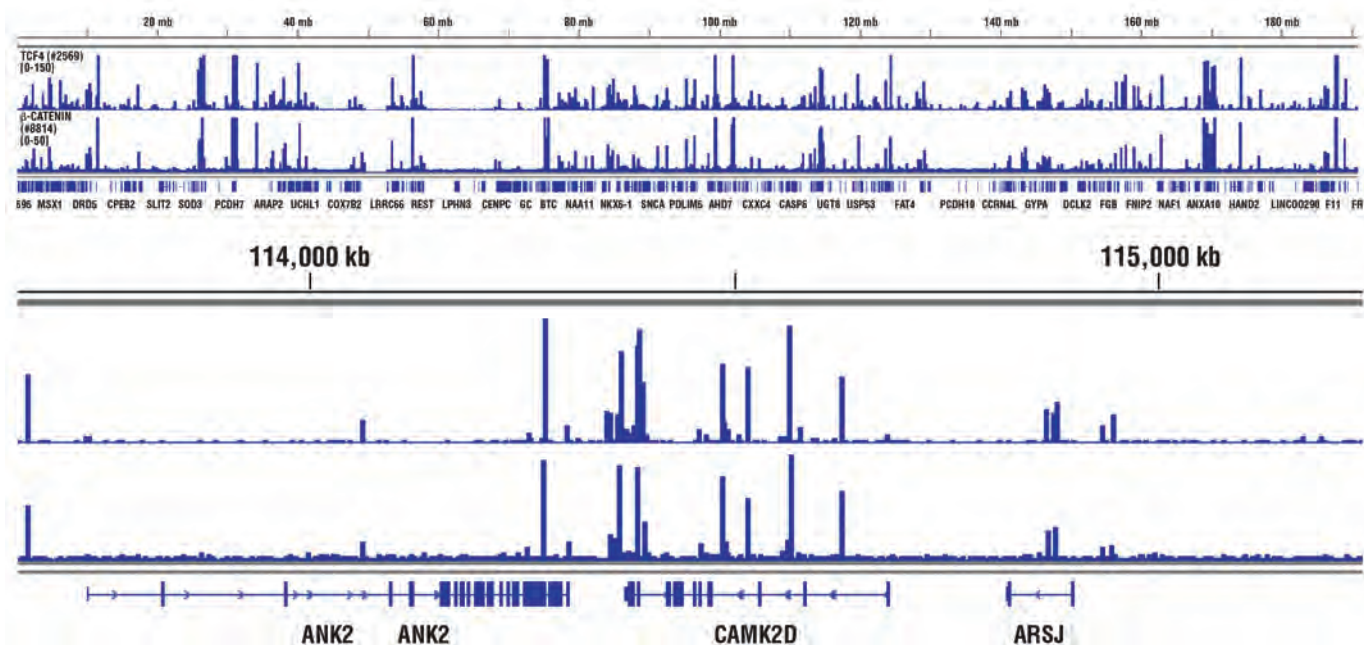 20 mb 40 mb 60 mb 80 mb 100 mb 120 mb 140 mb 160 mb 180 mb
TCF4 (#2569)
[0-150]
β-CATENIN
(#8814)
[0-50]
595 MSX1 DRD5 CPEB2 SLIT2 SOD3 PCDH7 ARAP2 UCHL1 COX7B2 LRRC66 REST LPHN3 CENPC GC BTC NAA11 NKX6-1 SNCA PDLIM5 AHD7 CXXC4 CASP6 UGT8 USP53 FAT4 PCDH10 CCRN4L GYPA DCLK2 FGB FNIP2 NAF1 ANXA10 HAND2 LINC00290 F11 FR
114,000 kb 115,000 kb
ANK2 ANK2 CAMK2D ARSJ